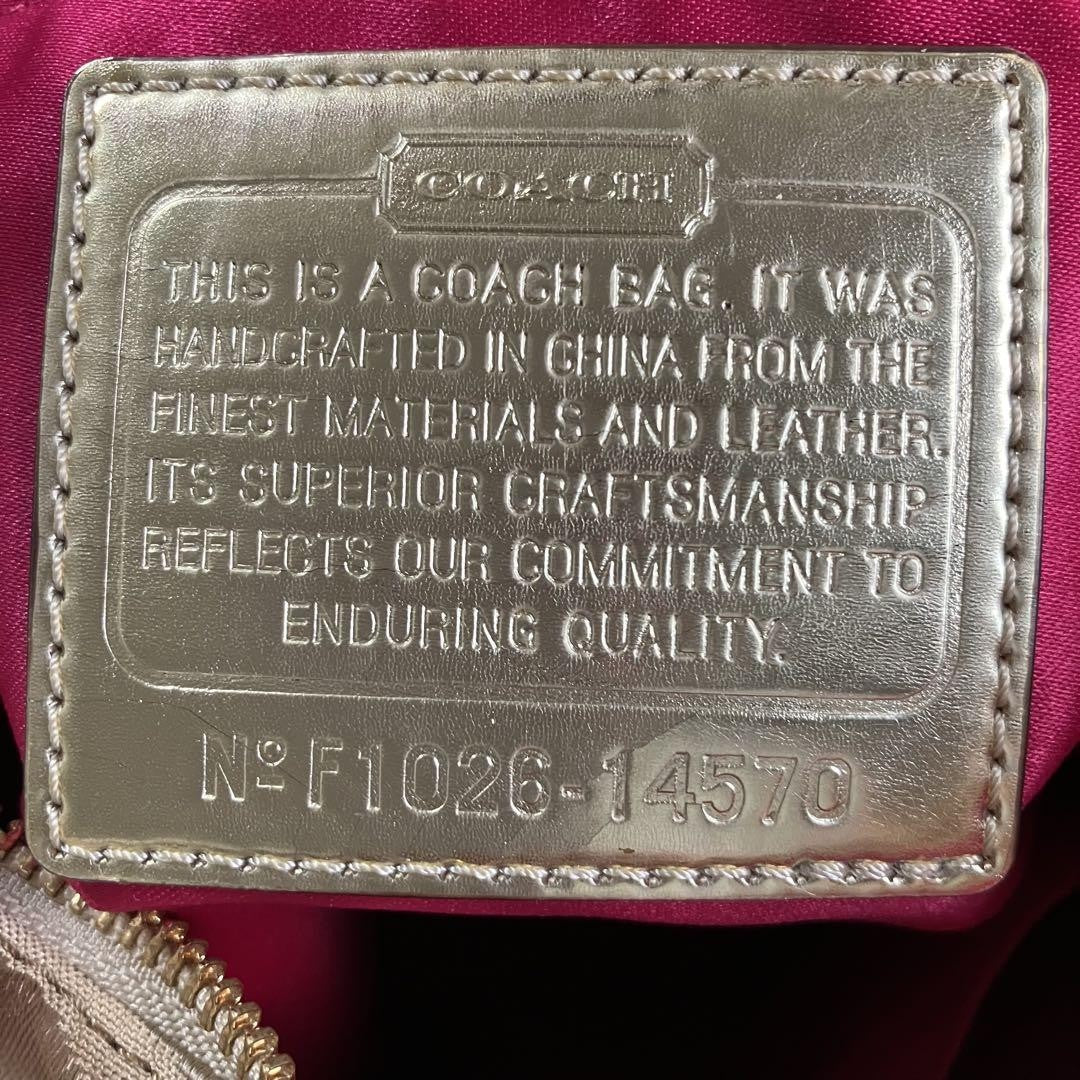 COACH
THIS IS A COACH BAG. IT WAS
HANDCRAFTED IN CHINA FROM THE
FINEST MATERIALS AND LEATHER.
ITS SUPERIOR CRAFTSMANSHIP
REFLECTS OUR COMMITMENT TO
ENDURING QUALITY.
Nº F1026-14570